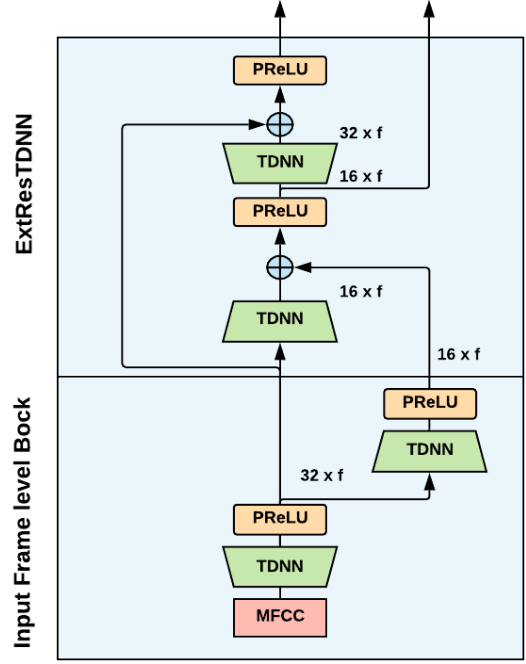 ExtResTDNN
PReLU
32 x f
TDNN
16 x f
PReLU
16 x f
TDNN
16 x f
Input Frame level Bock
PReLU
TDNN
32 x f
PReLU
TDNN
MFCC